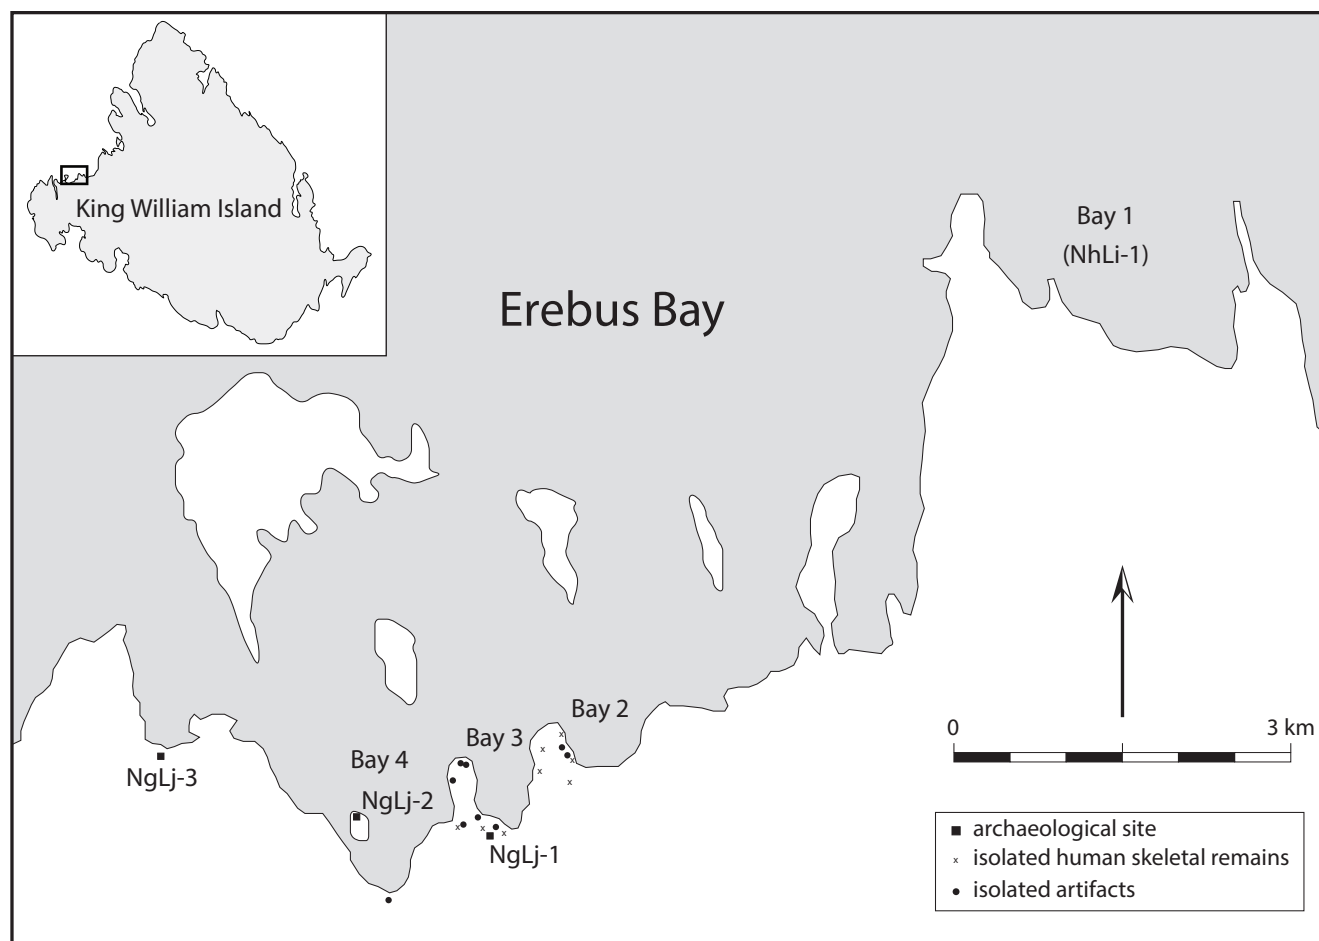 King William Island
Bay 1
(NhLi-1)
Erebus Bay
Bay 2
Bay 3
Bay 4
NgLj-3
NgLj-2
NgLj-1
0 3 km
archaeological site
x isolated human skeletal remains
isolated artifacts